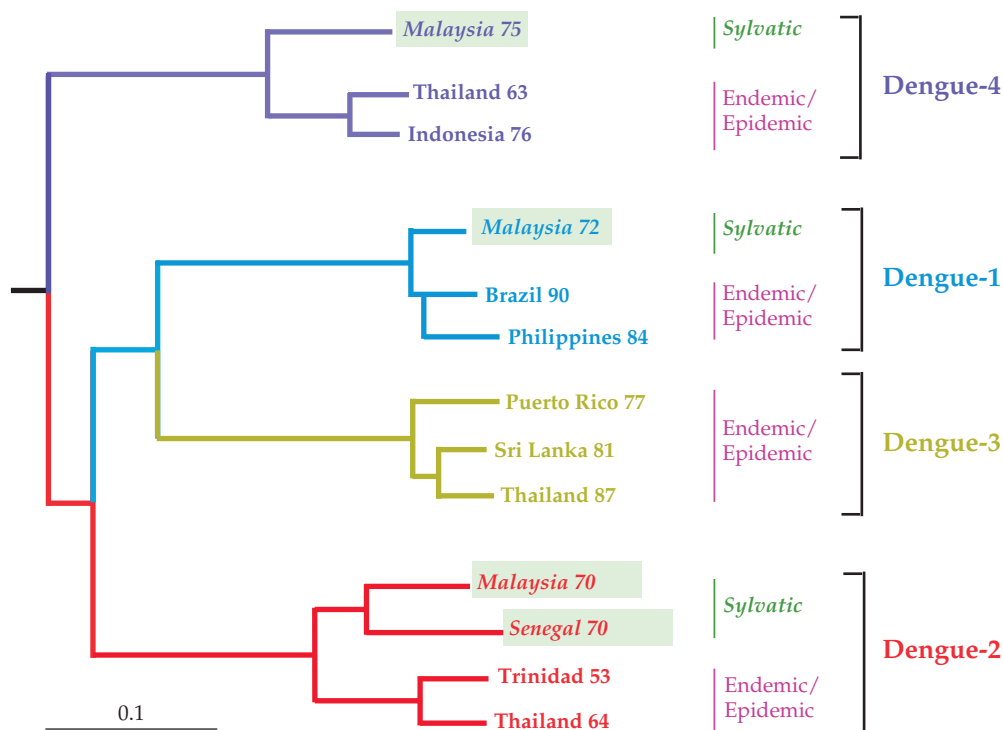 Malaysia 75
Sylvatic
Thailand 63
Indonesia 76
Endemic/
Epidemic
Dengue-4
Malaysia 72
Sylvatic
Brazil 90
Philippines 84
Endemic/
Epidemic
Dengue-1
Puerto Rico 77
Sri Lanka 81
Thailand 87
Endemic/
Epidemic
Dengue-3
Malaysia 70
Senegal 70
Sylvatic
Trinidad 53
Thailand 64
Endemic/
Epidemic
Dengue-2
0.1